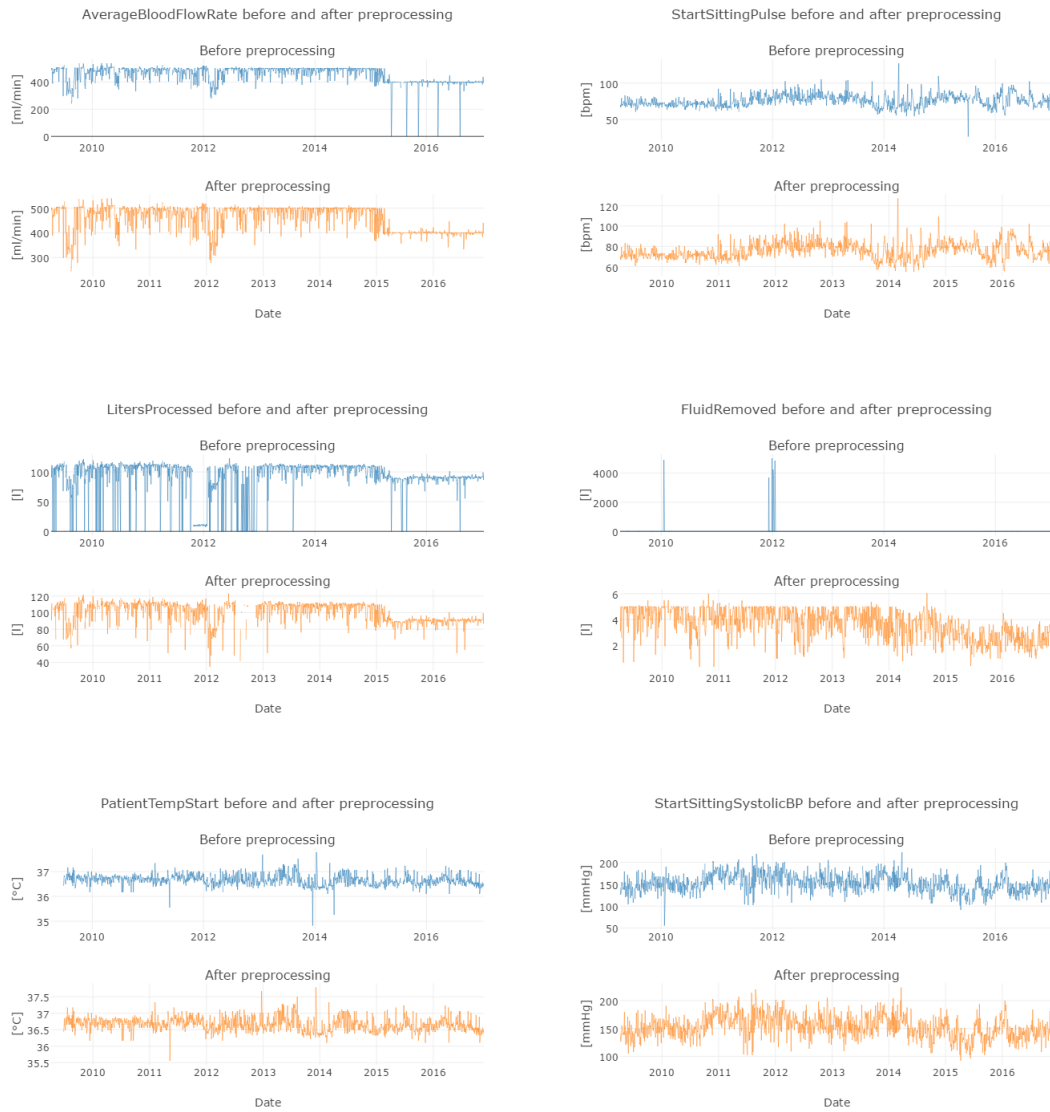 AverageBloodFlowRate before and after preprocessing
Before preprocessing
[ml/min]
400
200
0
2010
2012
2014
2016
After preprocessing
[ml/min]
500
400
300
2010
2011
2012
2013
2014
2015
2016
Date
StartSittingPulse before and after preprocessing
Before preprocessing
[bpm]
100
50
2010
2012
2014
2016
After preprocessing
[bpm]
120
100
80
60
2010
2011
2012
2013
2014
2015
2016
Date
LitersProcessed before and after preprocessing
Before preprocessing
[l]
100
50
0
2010
2012
2014
2016
After preprocessing
[l]
120
100
80
60
40
2010
2011
2012
2013
2014
2015
2016
Date
FluidRemoved before and after preprocessing
Before preprocessing
[l]
4000
2000
0
2010
2012
2014
2016
After preprocessing
[l]
6
4
2
2010
2011
2012
2013
2014
2015
2016
Date
PatientTempStart before and after preprocessing
Before preprocessing
[°C]
37
36
35
2010
2012
2014
2016
After preprocessing
[°C]
37.5
37
36.5
36
35.5
2010
2011
2012
2013
2014
2015
2016
Date
StartSittingSystolicBP before and after preprocessing
Before preprocessing
[mmHg]
200
150
100
50
2010
2012
2014
2016
After preprocessing
[mmHg]
200
150
100
2010
2011
2012
2013
2014
2015
2016
Date